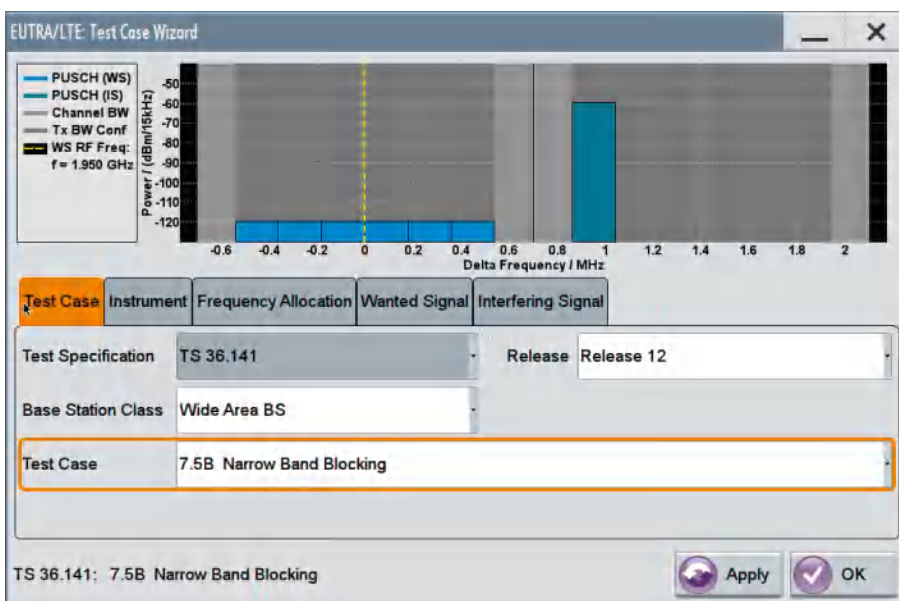 EUTRA/LTE: Test Case Wizard
PUSCH (WS)
PUSCH (IS)
Channel BW
Tx BW Conf
WS RF Freq:
f = 1.950 GHz
Power / (dBm/15kHz)
-50
-60
-70
-80
-90
-100
-110
-120
-0.6 -0.4 -0.2 0 0.2 0.4 0.6 0.8 1 1.2 1.4 1.6 1.8 2
Delta Frequency / MHz
Test Case Instrument Frequency Allocation Wanted Signal Interfering Signal
Test Specification TS 36.141 Release Release 12
Base Station Class Wide Area BS
Test Case 7.5B Narrow Band Blocking
TS 36.141: 7.5B Narrow Band Blocking Apply OK